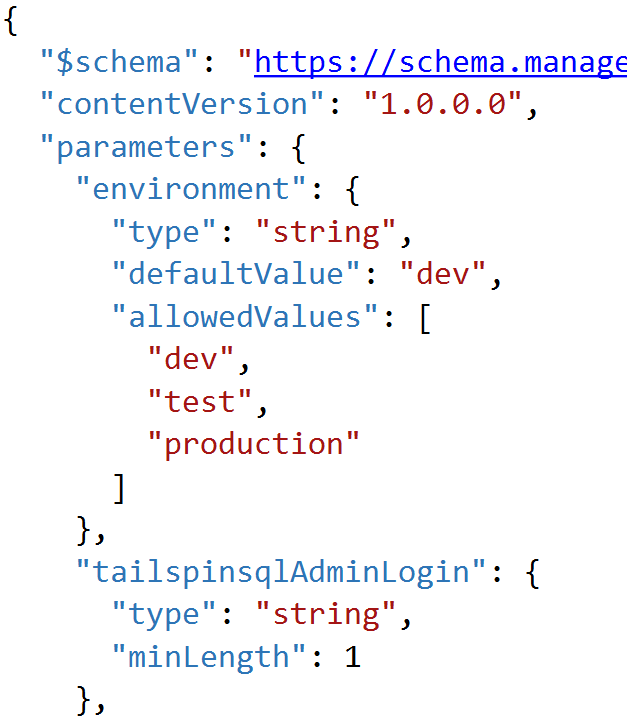 {
"$schema": "https://schema.manage
"contentVersion": "1.0.0.0",
"parameters": {
"environment": {
"type": "string",
"defaultValue": "dev",
"allowedValues": [
"dev",
"test",
"production"
]
},
"tailspinsqlAdminLogin": {
"type": "string",
"minLength": 1
},